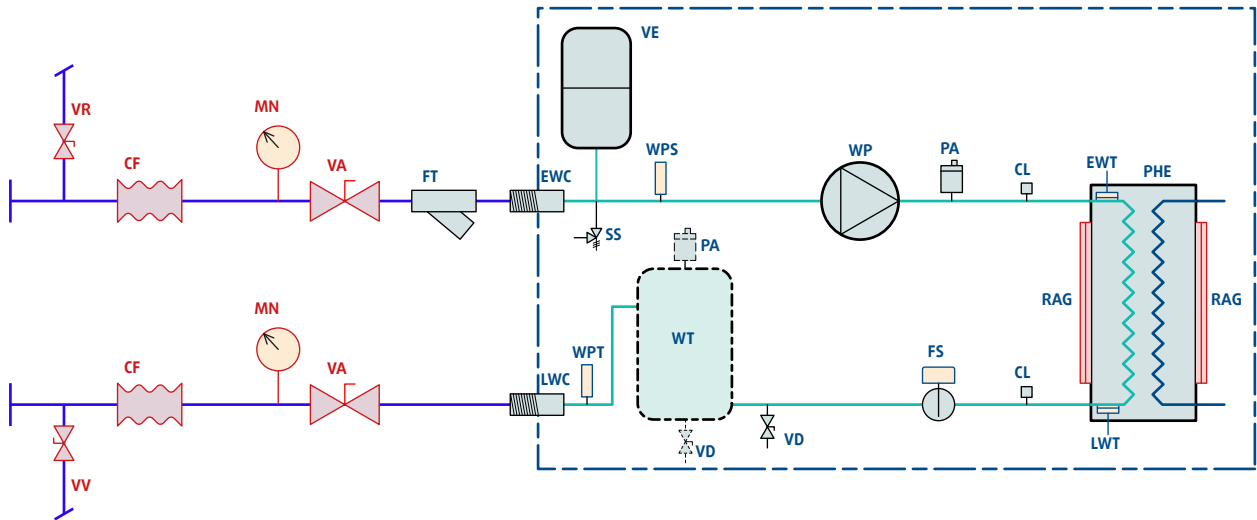 VE
VR
MN
CF
VA
FT
EWC
WPS
WP
PA
CL
EWT
PHE
SS
PA
MN
RAG
RAG
WT
CF
VA
WPT
LWC
FS
CL
VD
VD
LWT
VV